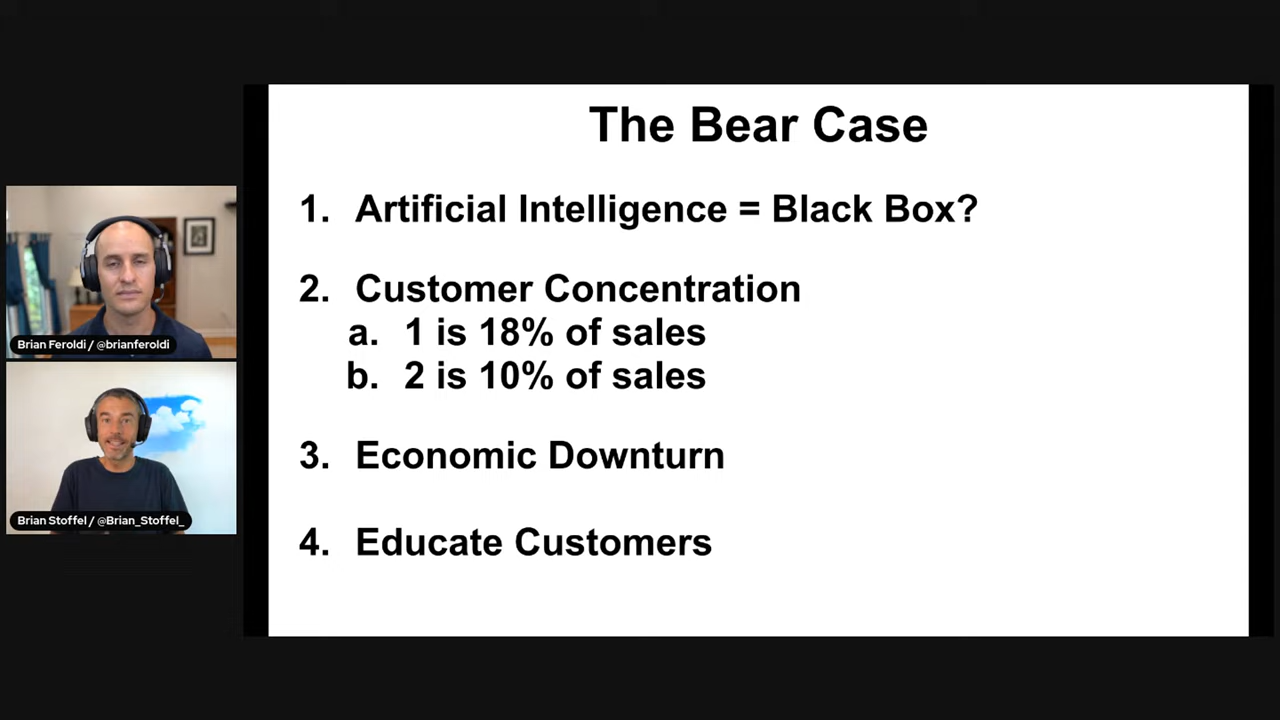 The Bear Case
1. Artificial Intelligence = Black Box?
2. Customer Concentration
a. 1 is 18% of sales
b. 2 is 10% of sales
3. Economic Downturn
4. Educate Customers
Brian Feroldi / @brianferoldi
Brian Stoffel / @Brian_Stoffel_